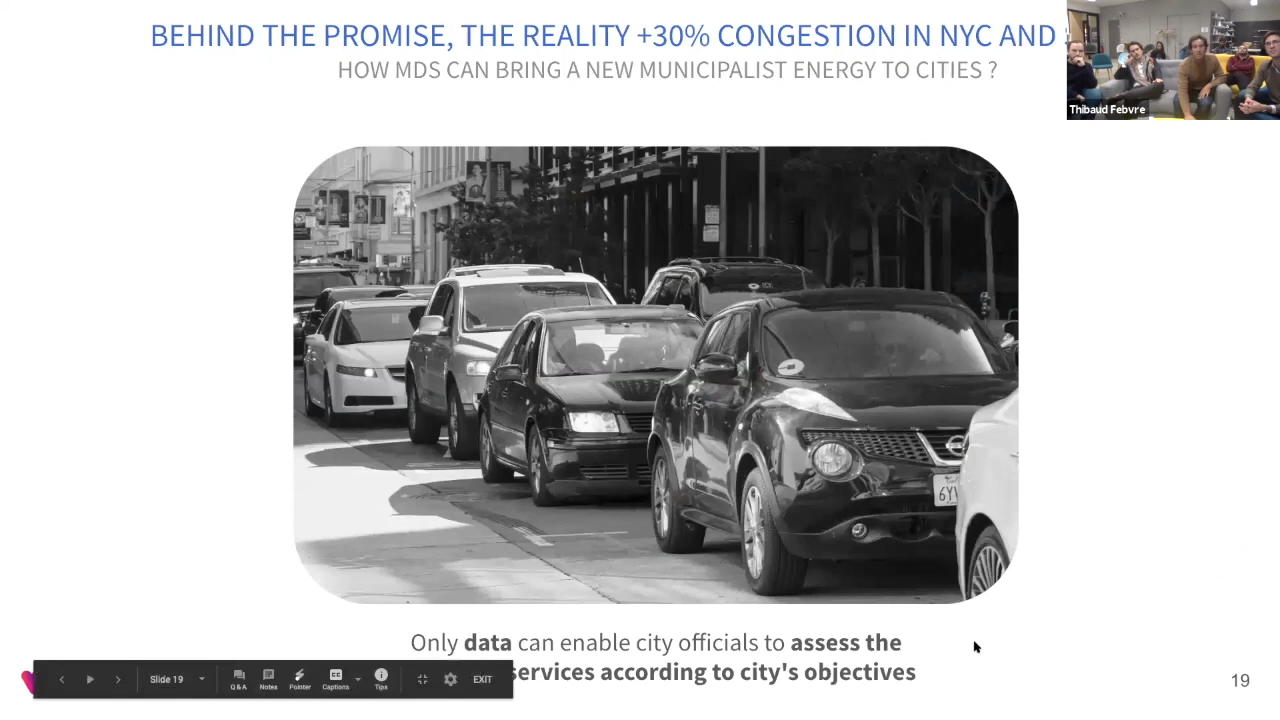 BEHIND THE PROMISE, THE REALITY +30% CONGESTION IN NYC AND
HOW MDS CAN BRING A NEW MUNICIPALIST ENERGY TO CITIES ?
Thibaud Febvre
6YV
Only data can enable city officials to assess the
services according to city's objectives
Slide 19
Q&A
Notes
Pointer
CC
Captions
Tips
EXIT
19